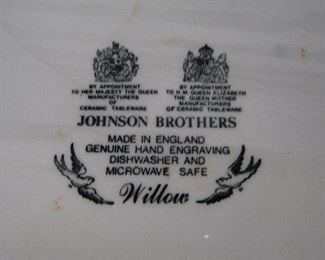 BY APPOINTMENT
TO HER MAJESTY THE QUEEN
MANUFACTURERS
OF
CERAMIC TABLEWARE
BY APPOINTMENT
TO H.M. QUEEN ELIZABETH
THE QUEEN MOTHER
MANUFACTURERS
OF CERAMIC TABLEWARE
JOHNSON BROTHERS
MADE IN ENGLAND
GENUINE HAND ENGRAVING
DISHWASHER AND
MICROWAVE SAFE
Willow